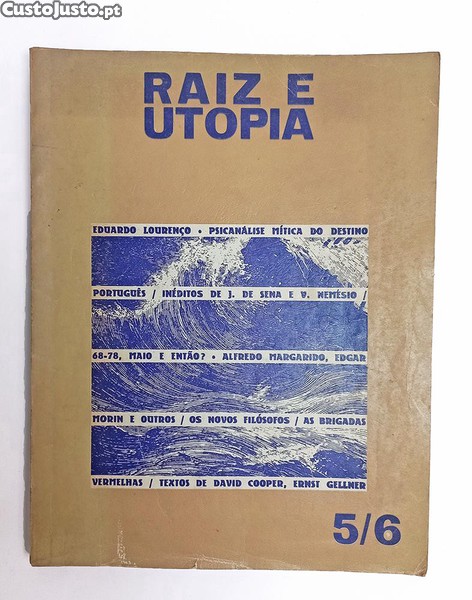 CustoJusto.pt
RAIZ E
UTOPIA
EDUARDO LOURENÇO • PSICANÁLISE MÍTICA DO DESTINO
PORTUGUÊS / INÉDITOS DE J. DE SENA E V. NEMÉSIO /
68-78, MAIO E ENTÃO? • ALFREDO MARGARIDO, EDGAR
MORIN E OUTROS / OS NOVOS FILÓSOFOS / AS BRIGADAS
VERMELHAS / TEXTOS DE DAVID COOPER, ERNST GELLNER
5/6